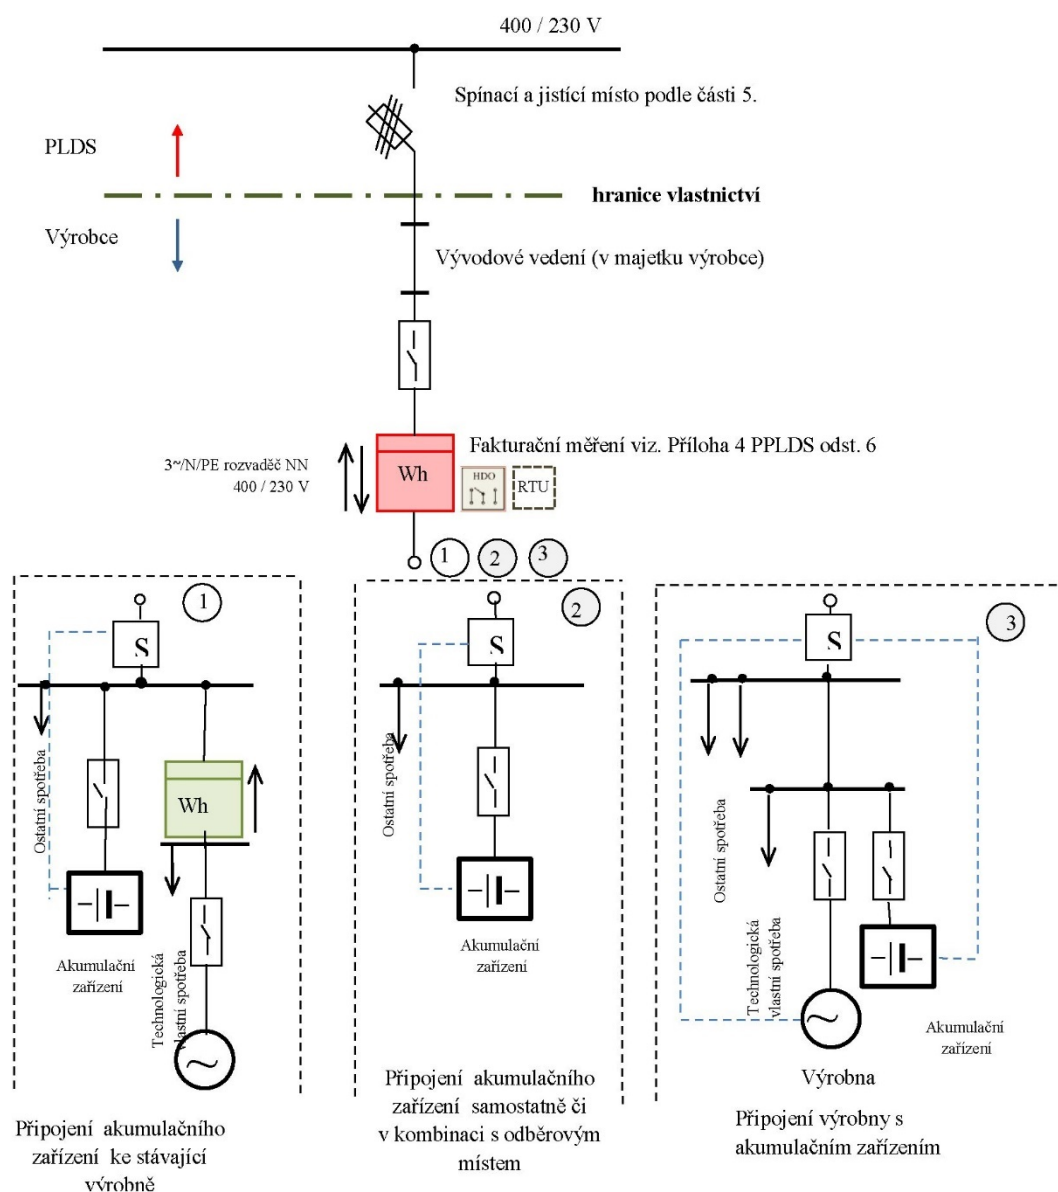 400 / 230 V
Spínací a jistící místo podle části 5.
PLDS
hranice vlastnictví
Výrobce
Vývodové vedení (v majetku výrobce)
Fakturační měření viz. Příloha 4 PPLDS odst. 6
3~/N/PE rozvaděč NN
400 / 230 V
Wh
HDO
RTU
1
2
3
1
S
Ostatní spotřeba
Wh
Akumulační
zařízení
Technologická
vlastní spotřeba
~
Připojení akumulačního
zařízení ke stávající
výrobně
2
S
Ostatní spotřeba
Akumulační
zařízení
Připojení akumulačního
zařízení samostatně či
v kombinaci s odběrovým
místem
3
S
Ostatní spotřeba
Technologická
vlastní spotřeba
~
Akumulační
zařízení
Výrobna
Připojení výrobny s
akumulačním zařízením